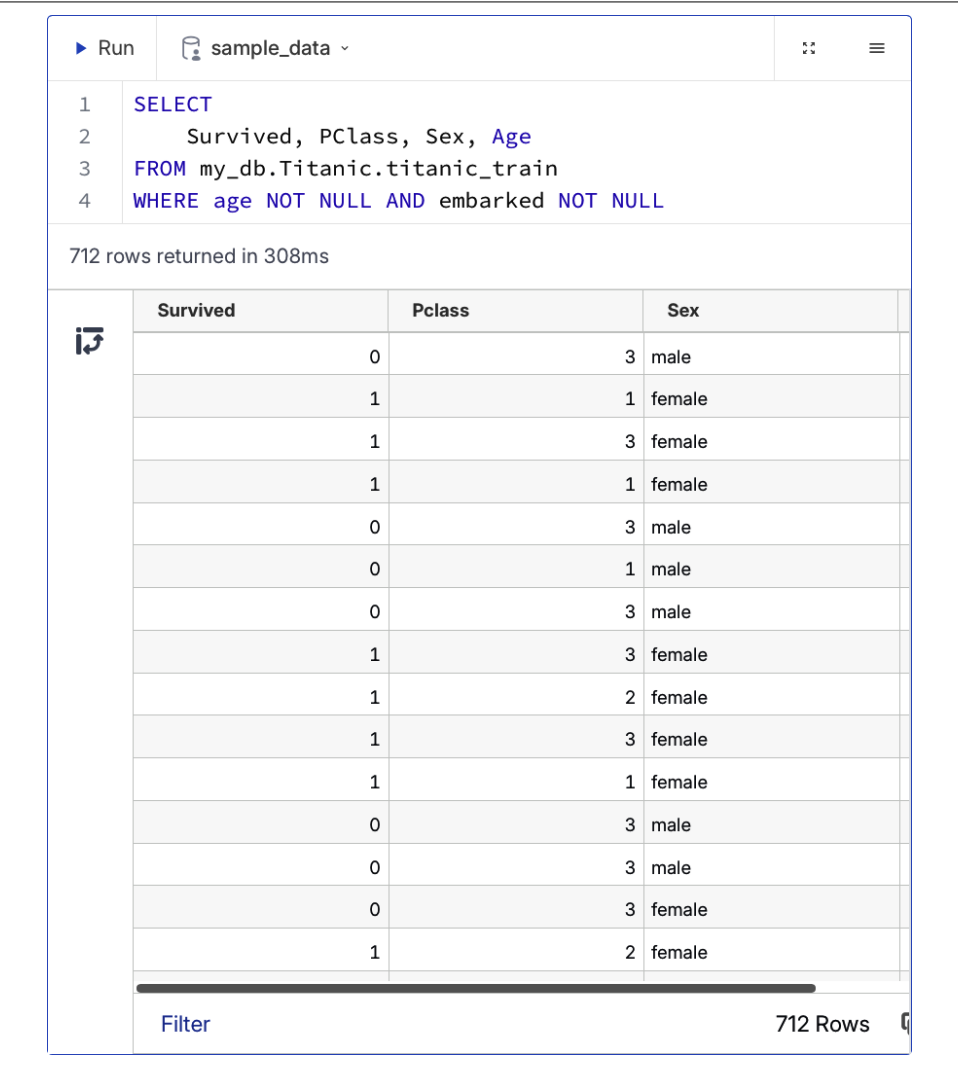 Run sample_data
1 SELECT
2 Survived, PClass, Sex, Age
3 FROM my_db.Titanic.titanic_train
4 WHERE age NOT NULL AND embarked NOT NULL
712 rows returned in 308ms
Survived Pclass Sex
0 3 male
1 1 female
1 3 female
1 1 female
0 3 male
0 1 male
0 3 male
1 3 female
1 2 female
1 3 female
1 1 female
0 3 male
0 3 male
0 3 female
1 2 female
Filter 712 Rows